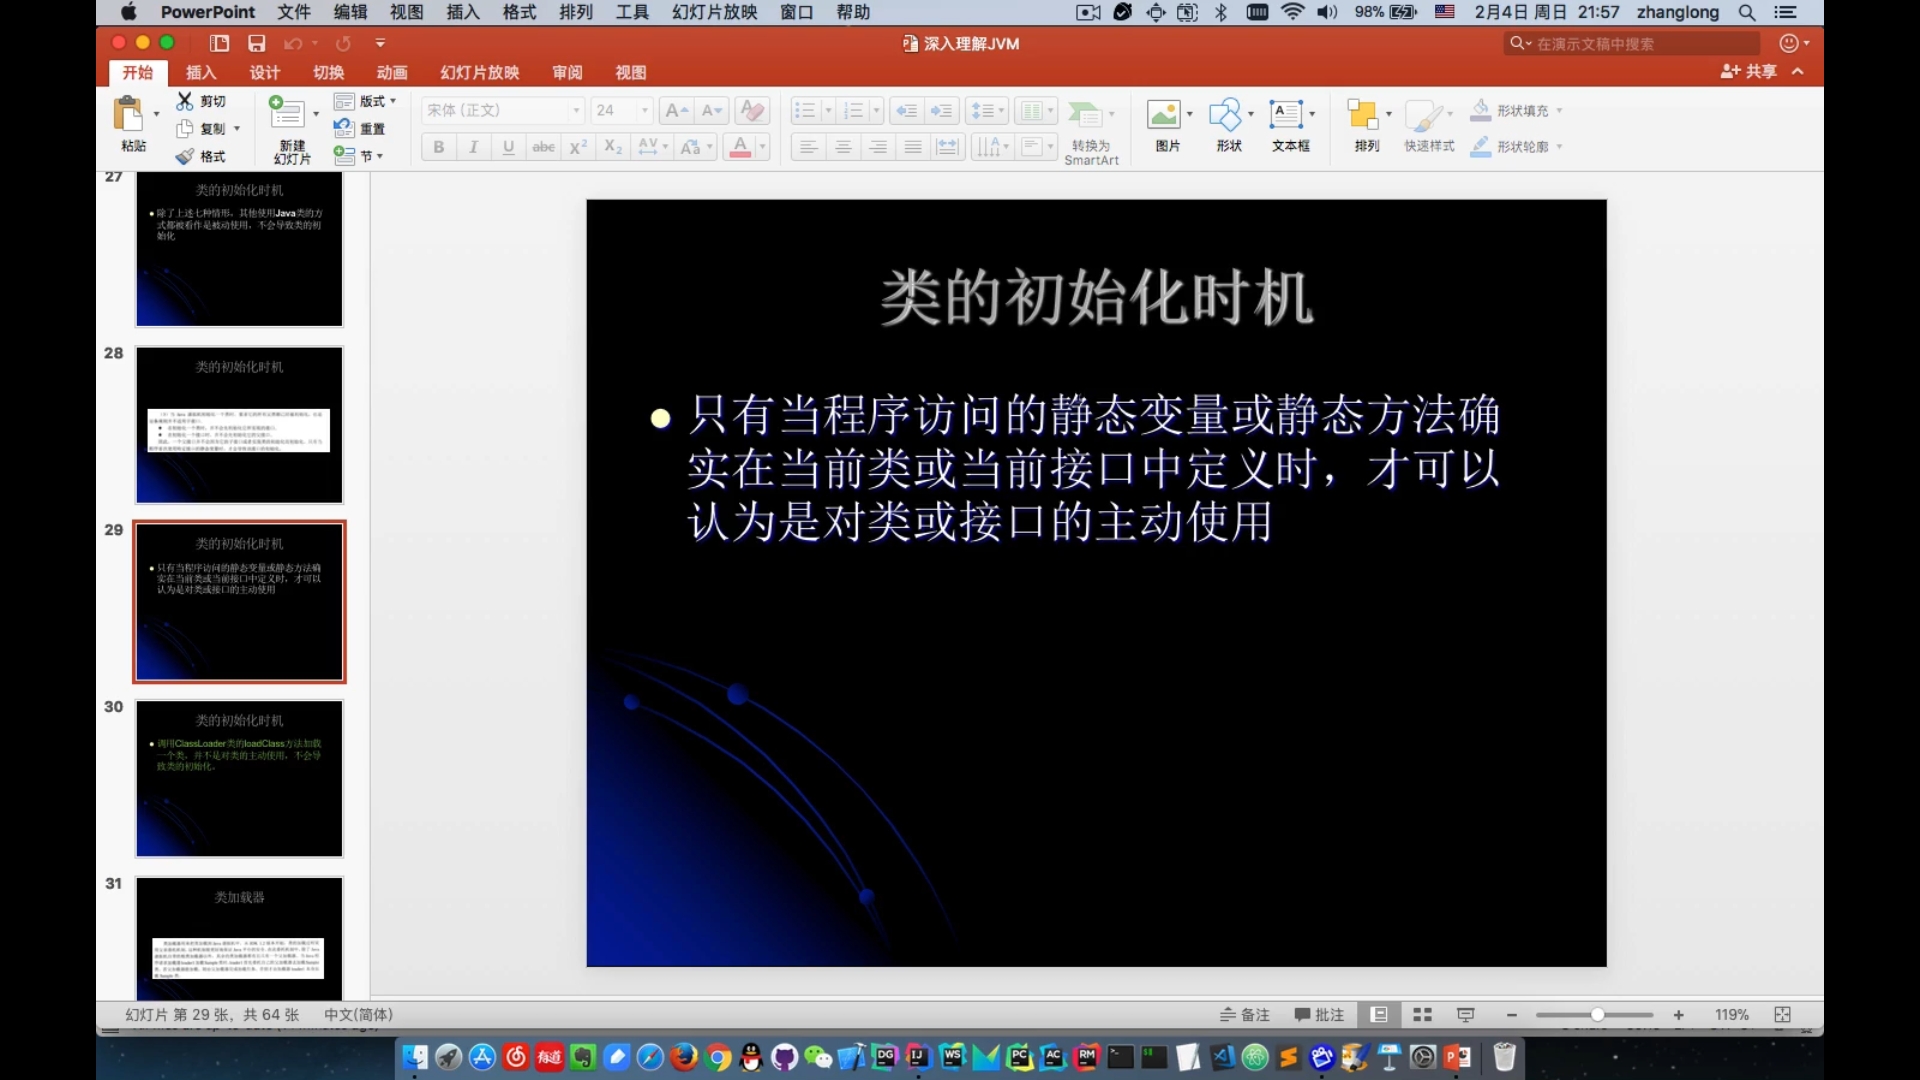 PowerPoint 文件 编辑 视图 插入 格式 排列 工具 幻灯片放映 窗口 帮助 98% 2月4日 周日 21:57 zhanglong
深入理解JVM
在演示文稿中搜索
开始 插入 设计 切换 动画 幻灯片放映 审阅 视图 共享
粘贴 剪切 复制 格式
新建 幻灯片 版式 重置 节
宋体 (正文) 24
转换为 SmartArt
图片 形状 文本框 排列 快速样式 形状填充 形状轮廓
27
类的初始化时机
除了上述七种情形，其他使用Java类的方
式都被看作是被动使用，不会导致类的初
始化
28
类的初始化时机
29
类的初始化时机
只有当程序访问的静态变量或静态方法确
实在当前类或当前接口中定义时，才可以
认为是对类或接口的主动使用
30
类的初始化时机
调用ClassLoader类的loadClass方法加载
一个类，并不是对类的主动使用，不会导
致类的初始化。
31
类加载器
类的初始化时机
只有当程序访问的静态变量或静态方法确
实在当前类或当前接口中定义时，才可以
认为是对类或接口的主动使用
幻灯片 第 29 张，共 64 张 中文(简体) 备注 批注 119%
有道 DG IJ WS PC AC RM